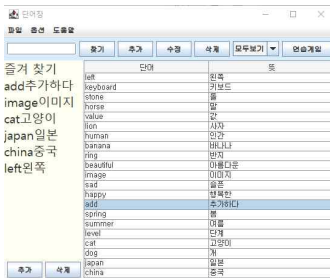 단어장
파일 옵션 도움말
찾기 추가 수정 삭제 모두보기 연습게임
즐겨 찾기
add추가하다
image이미지
cat고양이
japan일본
china중국
left왼쪽
추가 삭제
단어 뜻
left 왼쪽
keyboard 키보드
stone 돌
horse 말
value 값
lion 사자
human 인간
banana 바나나
ring 반지
beautiful 아름다운
image 이미지
sad 슬픈
happy 행복한
add 추가하다
spring 봄
summer 여름
level 단계
cat 고양이
dog 개
japan 일본
china 중국